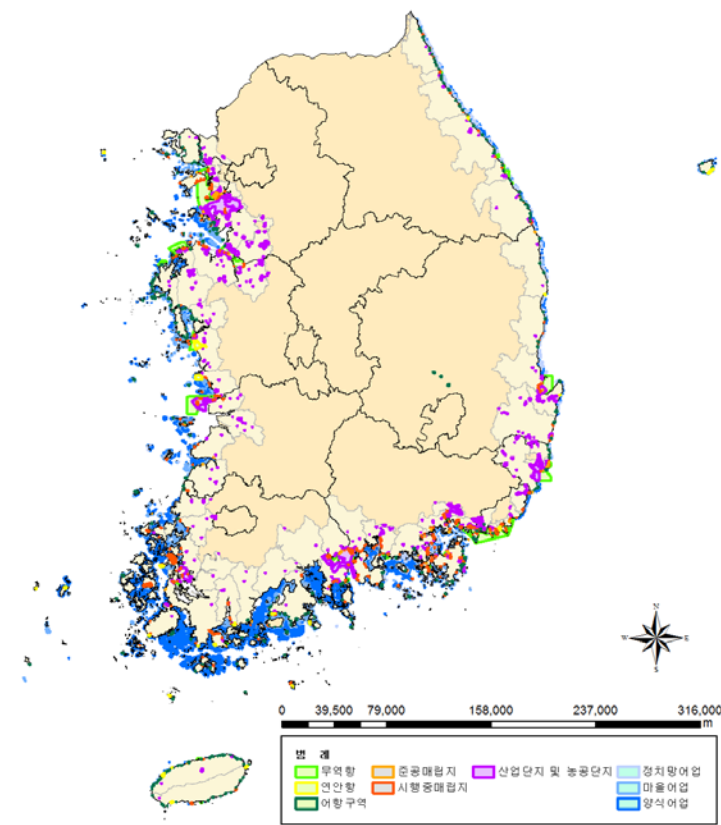 N
W E
S
0 39,500 79,000 158,000 237,000 316,000
m
범 례
무역항 준공매립지 산업단지 및 농공단지 정치망어업
연안항 시행중매립지 마을어업
어항구역 양식어업